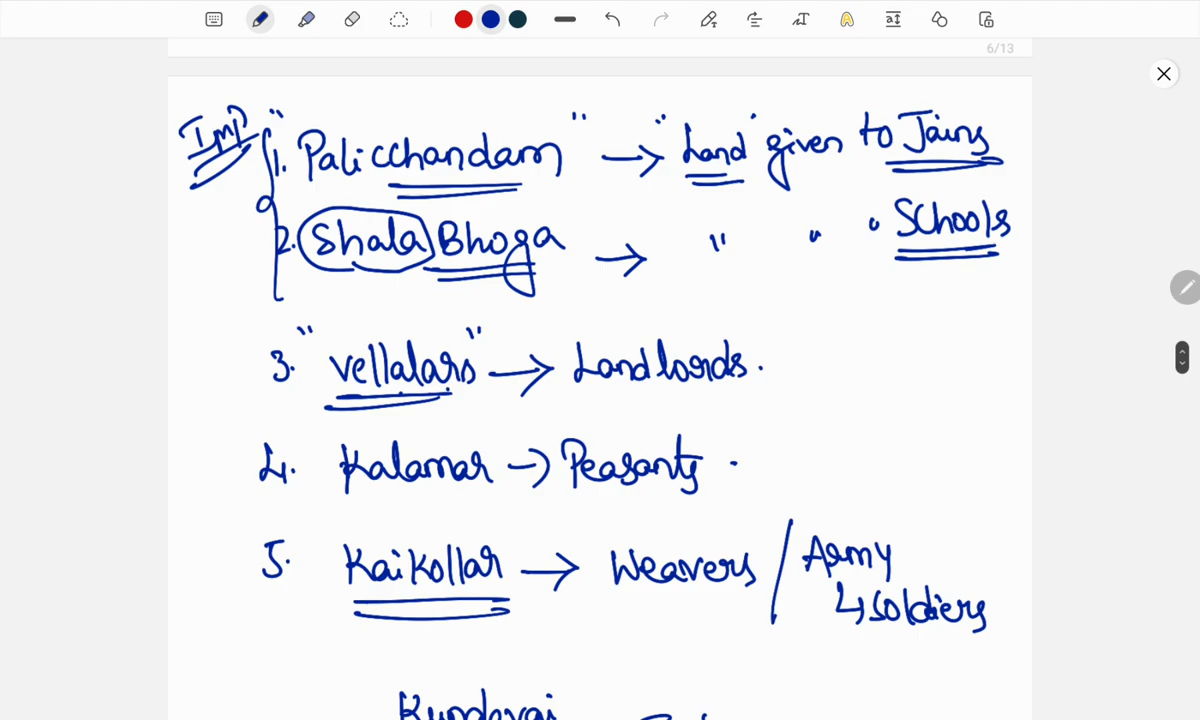 6/13
Imp
1. "Palicchandam" → "Land" given to Jains
2. Shala Bhoga → " " " Schools
3. "vellalars" → Landlords.
4. Kalamar → Peasants.
5. Kaikollar → Weavers / Army
↳ soldiers
Kundavai